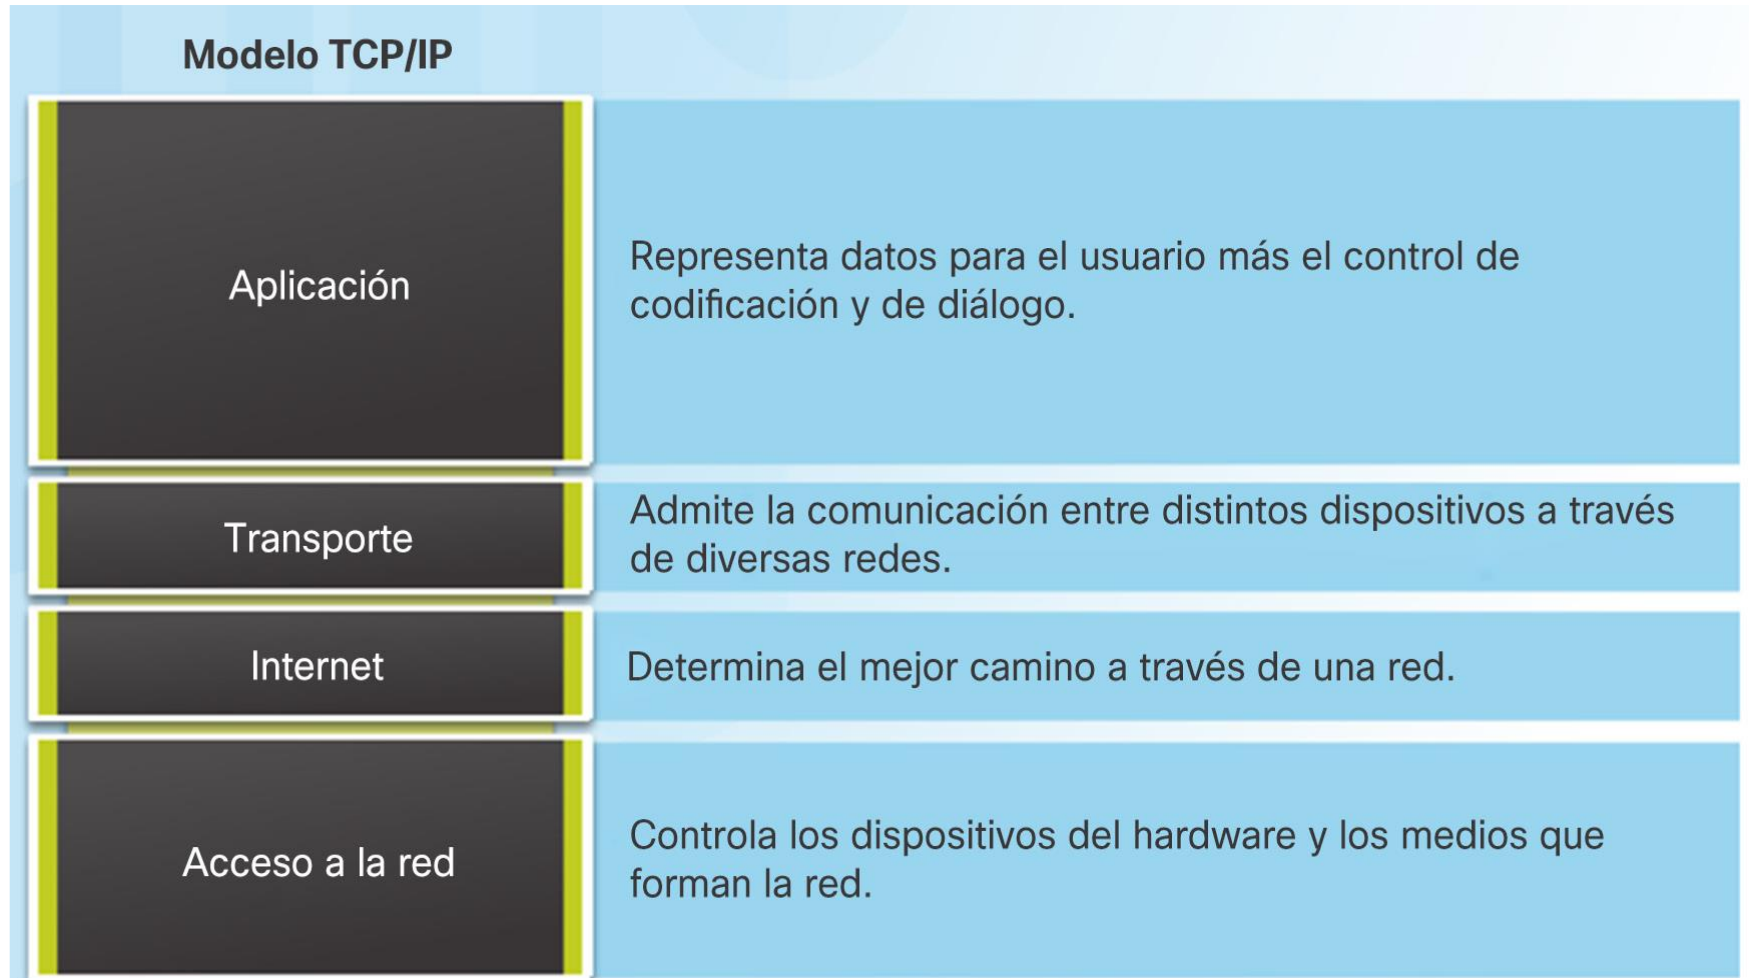 Modelo TCP/IP
Aplicación
Representa datos para el usuario más el control de
codificación y de diálogo.
Transporte
Admite la comunicación entre distintos dispositivos a través
de diversas redes.
Internet
Determina el mejor camino a través de una red.
Acceso a la red
Controla los dispositivos del hardware y los medios que
forman la red.